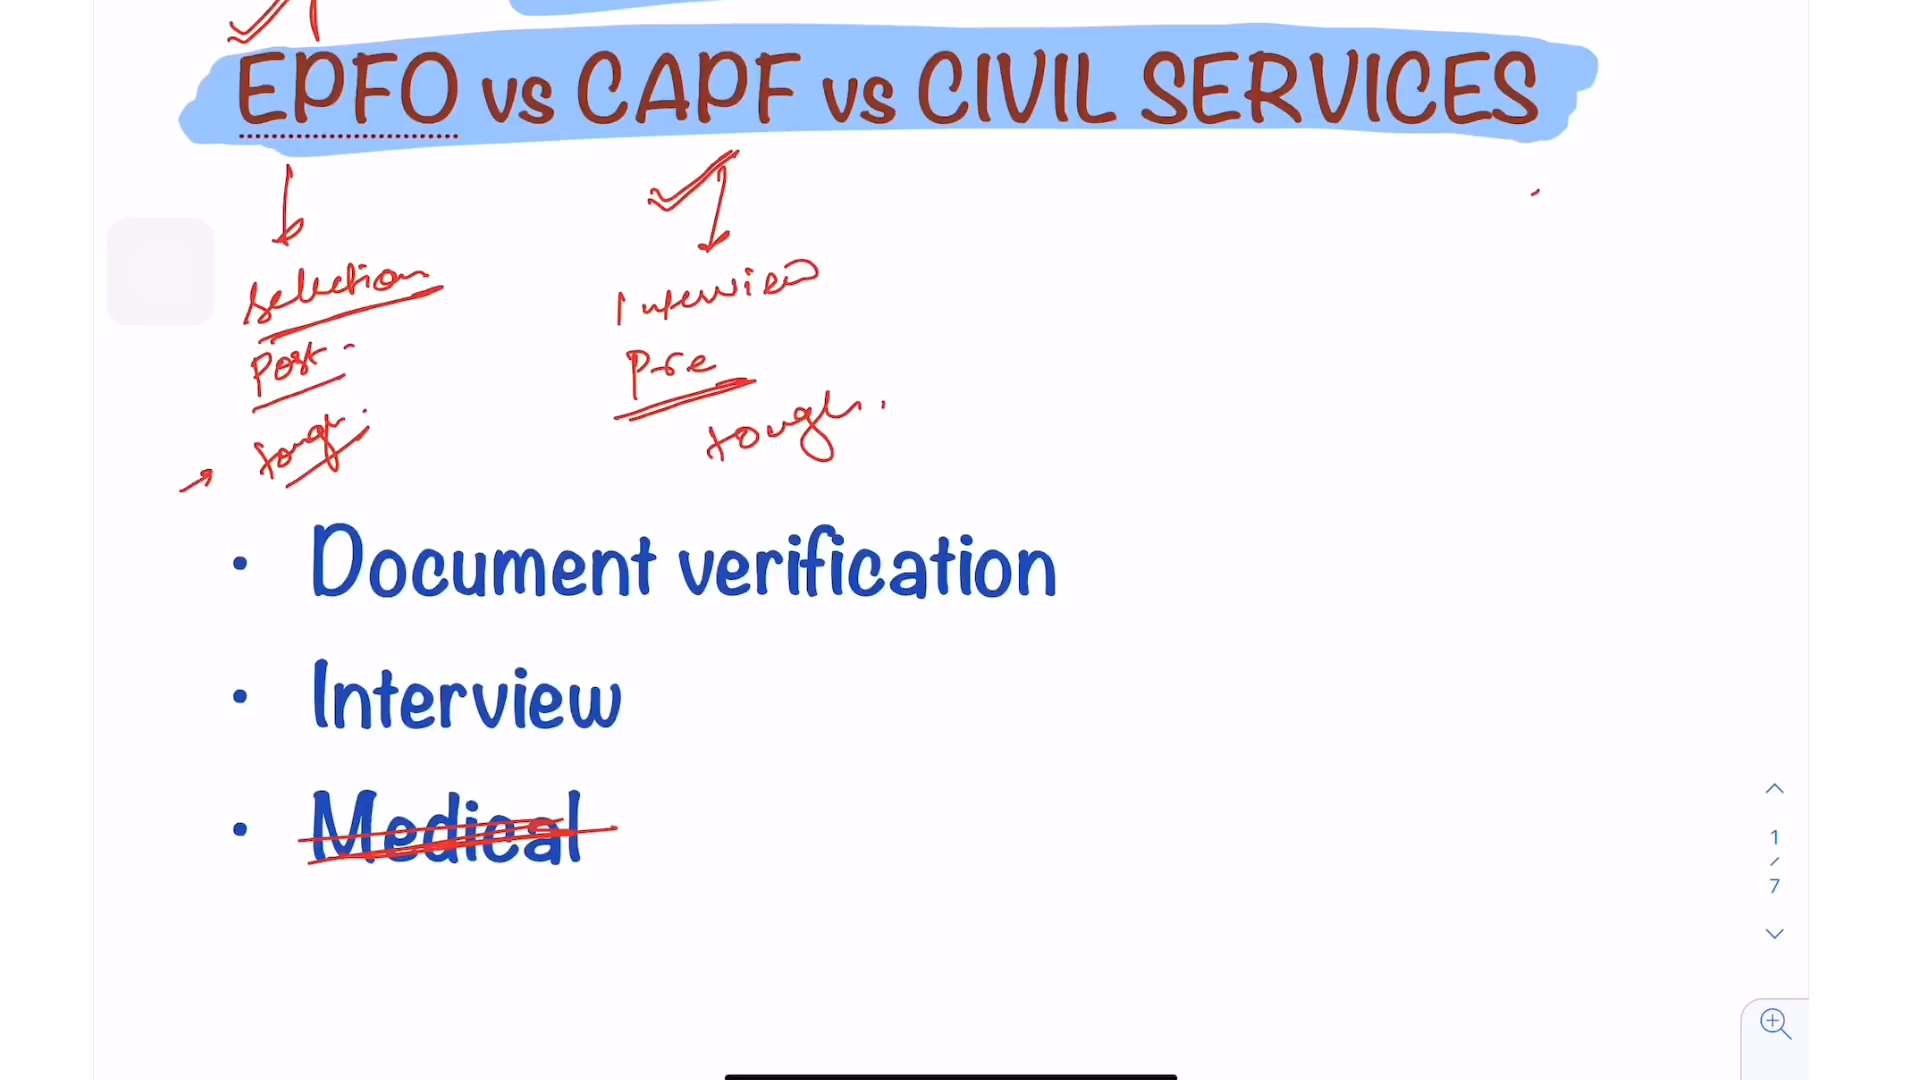 EPFO vs CAPF vs CIVIL SERVICES
Selection
Post
tough
Interview
Pre
tough.
• Document verification
• Interview
• Medical
1
/
7